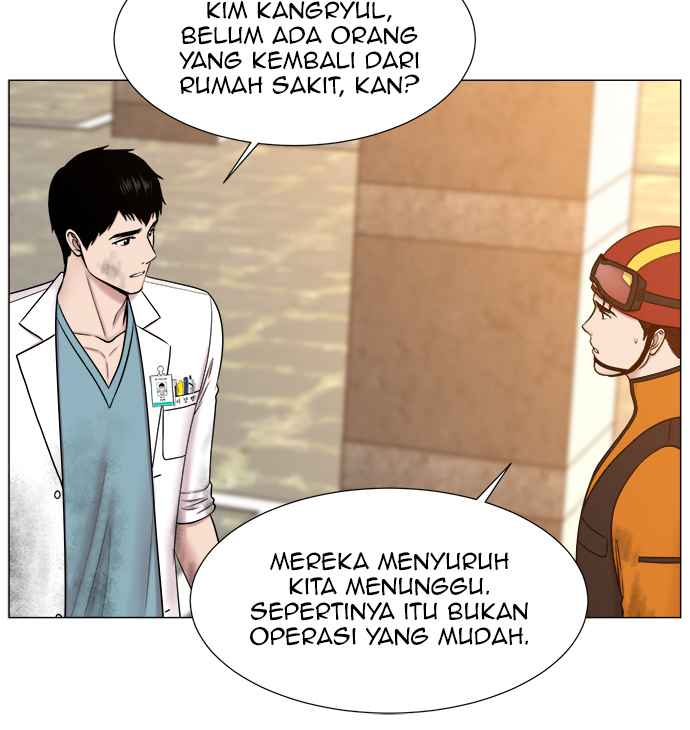 KIM KANGRYUL,
BELUM ADA ORANG
YANG KEMBALI DARI
RUMAH SAKIT, KAN?
MEREKA MENYURUH
KITA MENUNGGU.
SEPERTINYA ITU BUKAN
OPERASI YANG MUDAH.